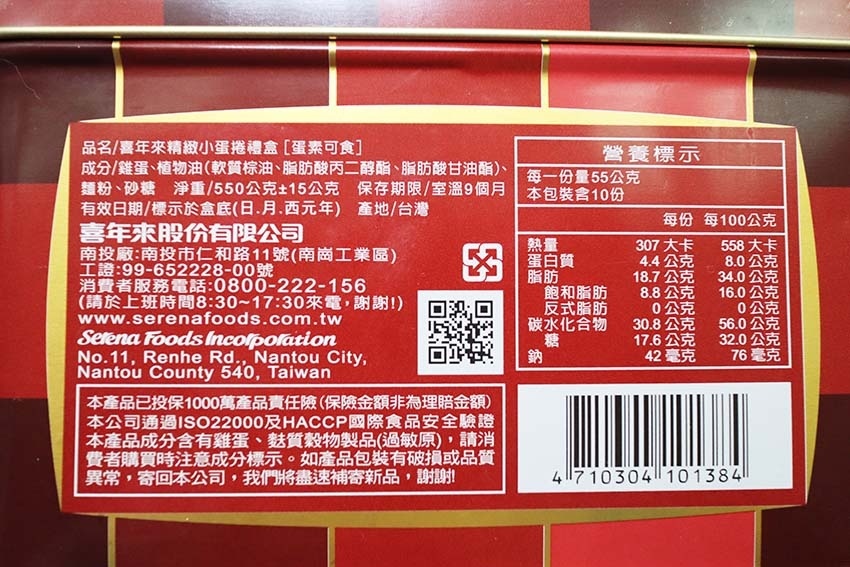 品名/喜年來精緻小蛋捲禮盒[蛋素可食]
成分/雞蛋、植物油(軟質棕油、脂肪酸丙二醇酯、脂肪酸甘油酯)、
麵粉、砂糖 淨重/550公克±15公克 保存期限/室溫9個月
有效日期/標示於盒底(日.月.西元年) 產地/台灣
喜年來股份有限公司
南投廠:南投市仁和路11號(南崗工業區)
工證:99-652228-00號
消費者服務電話:0800-222-156
(請於上班時間8:30~17:30來電,謝謝!)
www.serenafoods.com.tw
Serena Foods Incorporation
No.11, Renhe Rd., Nantou City,
Nantou County 540, Taiwan
本產品已投保1000萬產品責任險(保險金額非為理賠金額)
本公司通過ISO22000及HACCP國際食品安全驗證
本產品成分含有雞蛋、麩質穀物製品(過敏原),請消
費者購買時注意成分標示。如產品包裝有破損或品質
異常,寄回本公司,我們將盡速補寄新品,謝謝!
營養標示
每一份量55公克
本包裝含10份
每份 每100公克
熱量 307 大卡 558 大卡
蛋白質 4.4 公克 8.0 公克
脂肪 18.7 公克 34.0 公克
飽和脂肪 8.8 公克 16.0 公克
反式脂肪 0 公克 0 公克
碳水化合物 30.8 公克 56.0 公克
糖 17.6 公克 32.0 公克
鈉 42 毫克 76 毫克
4 710304 101384